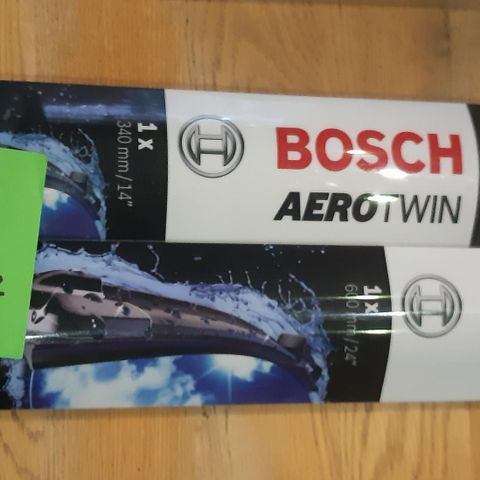 1 x
340 mm / 14"
BOSCH
AEROTWIN
1 x
600 mm / 24"